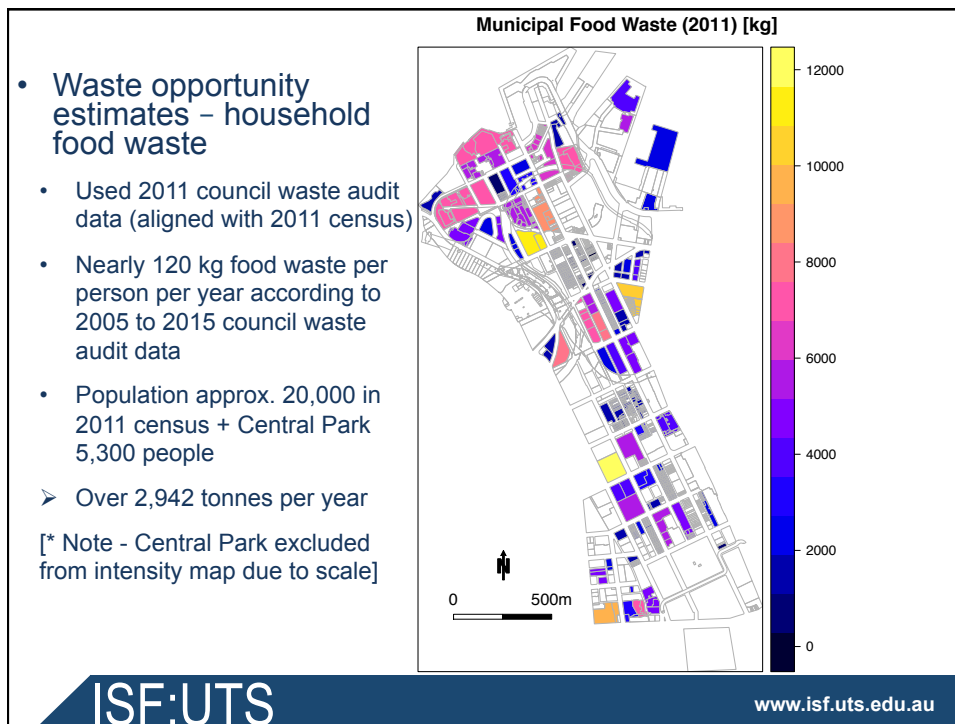 Municipal Food Waste (2011) [kg]
• Waste opportunity
estimates – household
food waste
• Used 2011 council waste audit
data (aligned with 2011 census)
• Nearly 120 kg food waste per
person per year according to
2005 to 2015 council waste
audit data
• Population approx. 20,000 in
2011 census + Central Park
5,300 people
➢ Over 2,942 tonnes per year
[* Note - Central Park excluded
from intensity map due to scale]
12000
10000
8000
6000
4000
2000
0
N
0 500m
ISF:UTS
www.isf.uts.edu.au